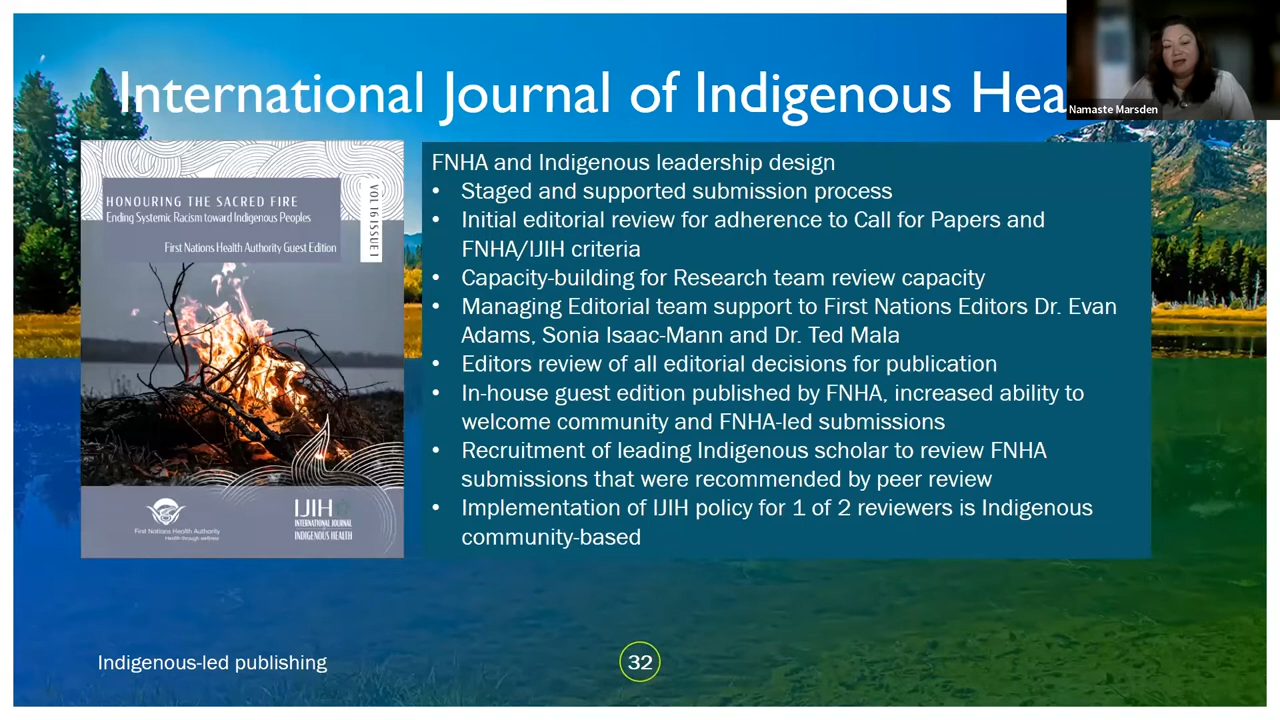 International Journal of Indigenous Hea
Namaste Marsden
HONOURING THE SACRED FIRE
Ending Systemic Racism toward Indigenous Peoples
First Nations Health Authority Guest Edition
VOL 16 ISSUE 1
First Nations Health Authority
Health through wellness
IJIH
INTERNATIONAL JOURNAL
INDIGENOUS HEALTH
FNHA and Indigenous leadership design
• Staged and supported submission process
• Initial editorial review for adherence to Call for Papers and
FNHA/IJIH criteria
• Capacity-building for Research team review capacity
• Managing Editorial team support to First Nations Editors Dr. Evan
Adams, Sonia Isaac-Mann and Dr. Ted Mala
• Editors review of all editorial decisions for publication
• In-house guest edition published by FNHA, increased ability to
welcome community and FNHA-led submissions
• Recruitment of leading Indigenous scholar to review FNHA
submissions that were recommended by peer review
• Implementation of IJIH policy for 1 of 2 reviewers is Indigenous
community-based
Indigenous-led publishing
32